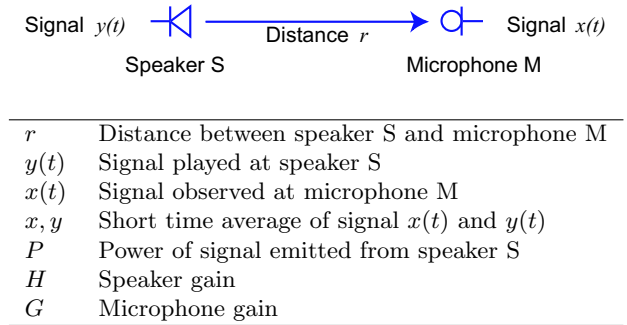 Signal y(t) Distance r Signal x(t)
Speaker S Microphone M
r Distance between speaker S and microphone M
y(t) Signal played at speaker S
x(t) Signal observed at microphone M
x, y Short time average of signal x(t) and y(t)
P Power of signal emitted from speaker S
H Speaker gain
G Microphone gain